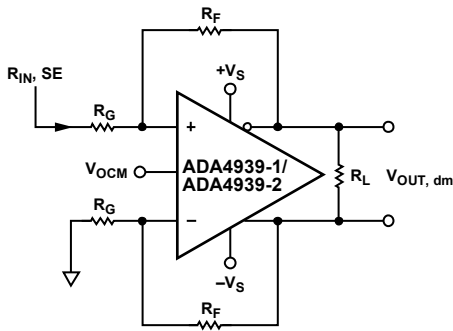 R_F
R_IN, SE
+V_S
R_G
+
V_OCM
ADA4939-1/
ADA4939-2
R_L
V_OUT, dm
R_G
–
–V_S
R_F